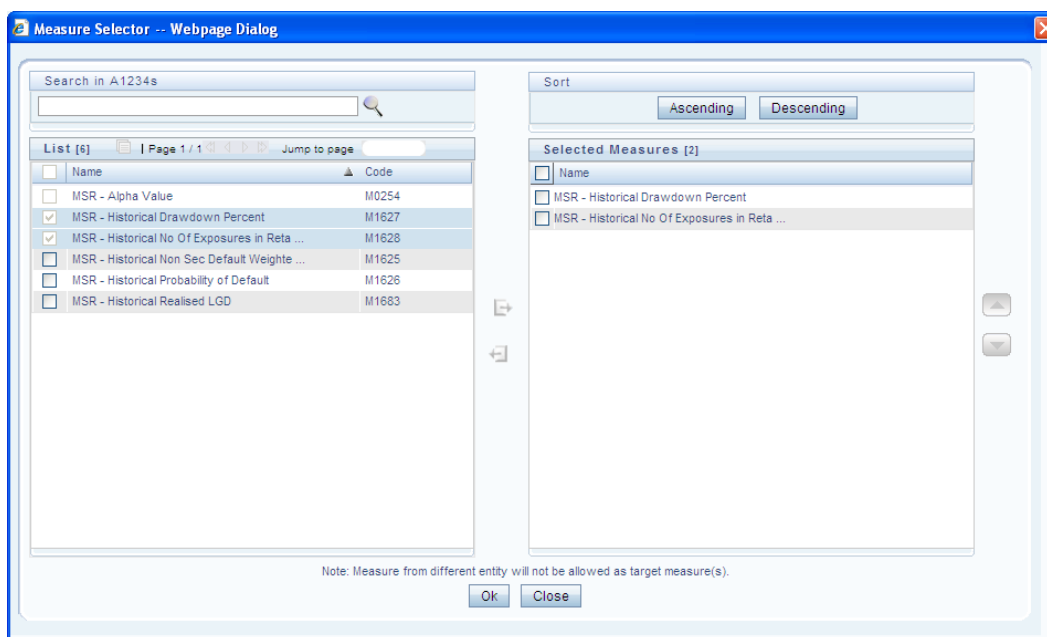 Measure Selector -- Webpage Dialog
Search in A1234s
Sort
Ascending Descending
List [6] | Page 1 / 1 Jump to page
Name Code
MSR - Alpha Value M0254
MSR - Historical Drawdown Percent M1627
MSR - Historical No Of Exposures in Reta ... M1628
MSR - Historical Non Sec Default Weighte ... M1625
MSR - Historical Probability of Default M1626
MSR - Historical Realised LGD M1683
Selected Measures [2]
Name
MSR - Historical Drawdown Percent
MSR - Historical No Of Exposures in Reta ...
Note: Measure from different entity will not be allowed as target measure(s).
Ok Close